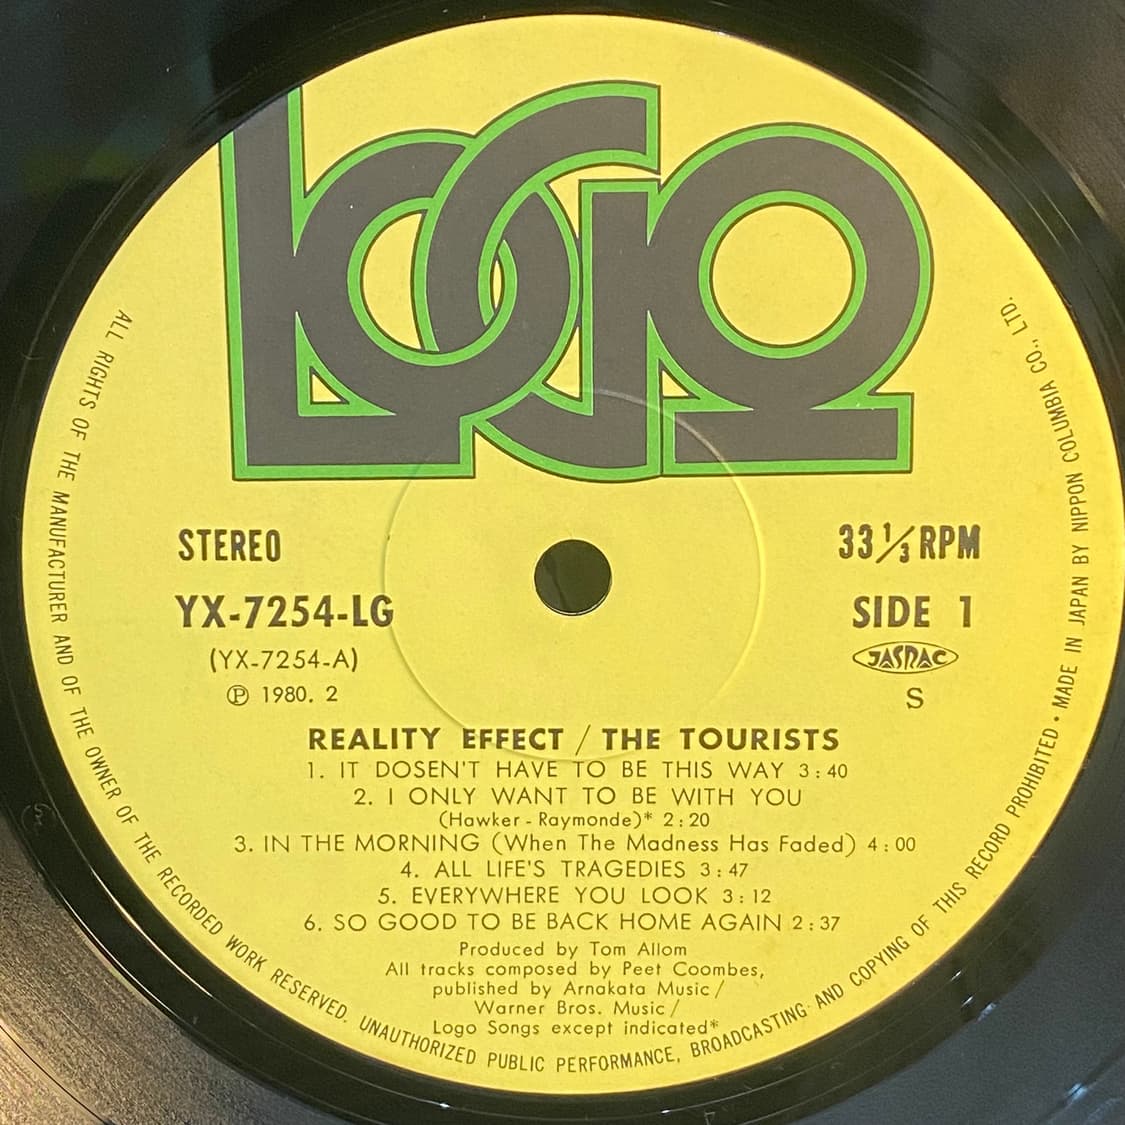 LOGO
STEREO
33 1/3 RPM
YX-7254-LG
SIDE 1
(YX-7254-A)
JASRAC
℗ 1980. 2
S
REALITY EFFECT / THE TOURISTS
1. IT DOSEN'T HAVE TO BE THIS WAY 3:40
2. I ONLY WANT TO BE WITH YOU
(Hawker - Raymonde)* 2:20
3. IN THE MORNING (When The Madness Has Faded) 4:00
4. ALL LIFE'S TRAGEDIES 3:47
5. EVERYWHERE YOU LOOK 3:12
6. SO GOOD TO BE BACK HOME AGAIN 2:37
Produced by Tom Allom
All tracks composed by Peet Coombes,
published by Arnakata Music /
Warner Bros. Music /
Logo Songs except indicated*
ALL RIGHTS OF THE MANUFACTURER AND OF THE OWNER OF THE RECORDED WORK RESERVED. UNAUTHORIZED PUBLIC PERFORMANCE, BROADCASTING AND COPYING OF THIS RECORD PROHIBITED • MADE IN JAPAN BY NIPPON COLUMBIA CO., LTD.